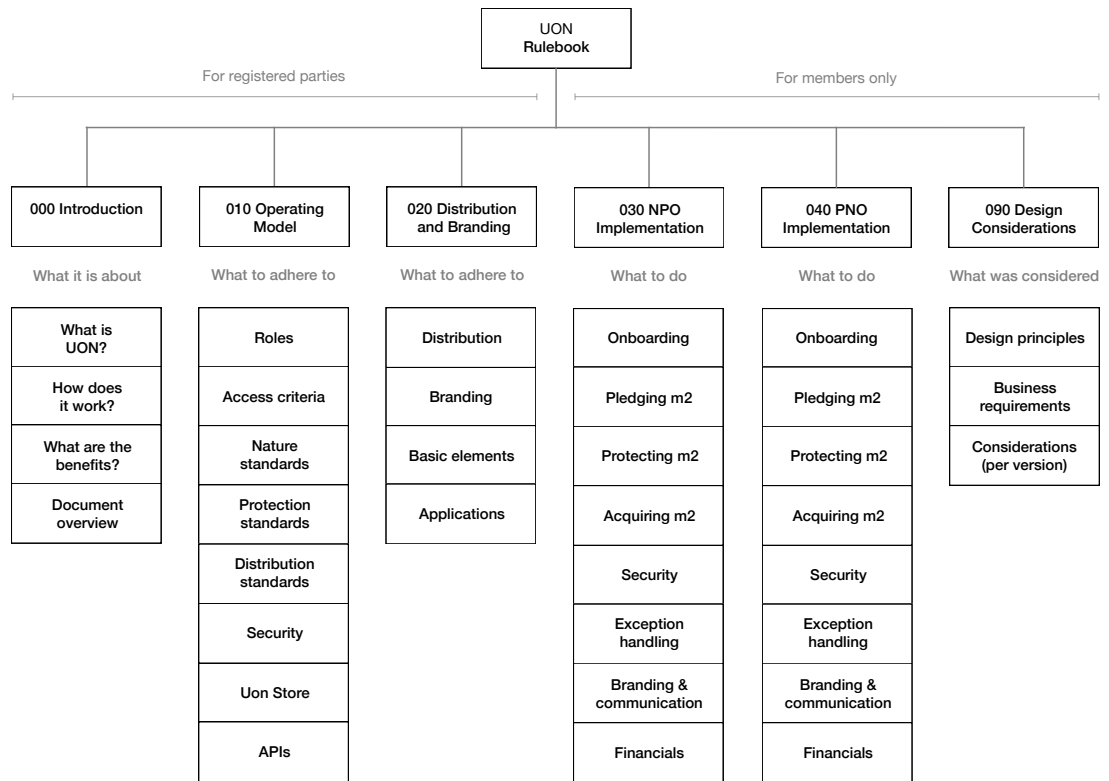 UON
Rulebook
For registered parties
For members only
000 Introduction
010 Operating
Model
020 Distribution
and Branding
030 NPO
Implementation
040 PNO
Implementation
090 Design
Considerations
What it is about
What to adhere to
What to adhere to
What to do
What to do
What was considered
What is
UON?
How does
it work?
What are the
benefits?
Document
overview
Roles
Access criteria
Nature
standards
Protection
standards
Distribution
standards
Security
Uon Store
APIs
Distribution
Branding
Basic elements
Applications
Onboarding
Pledging m2
Protecting m2
Acquiring m2
Security
Exception
handling
Branding &
communication
Financials
Onboarding
Pledging m2
Protecting m2
Acquiring m2
Security
Exception
handling
Branding &
communication
Financials
Design principles
Business
requirements
Considerations
(per version)